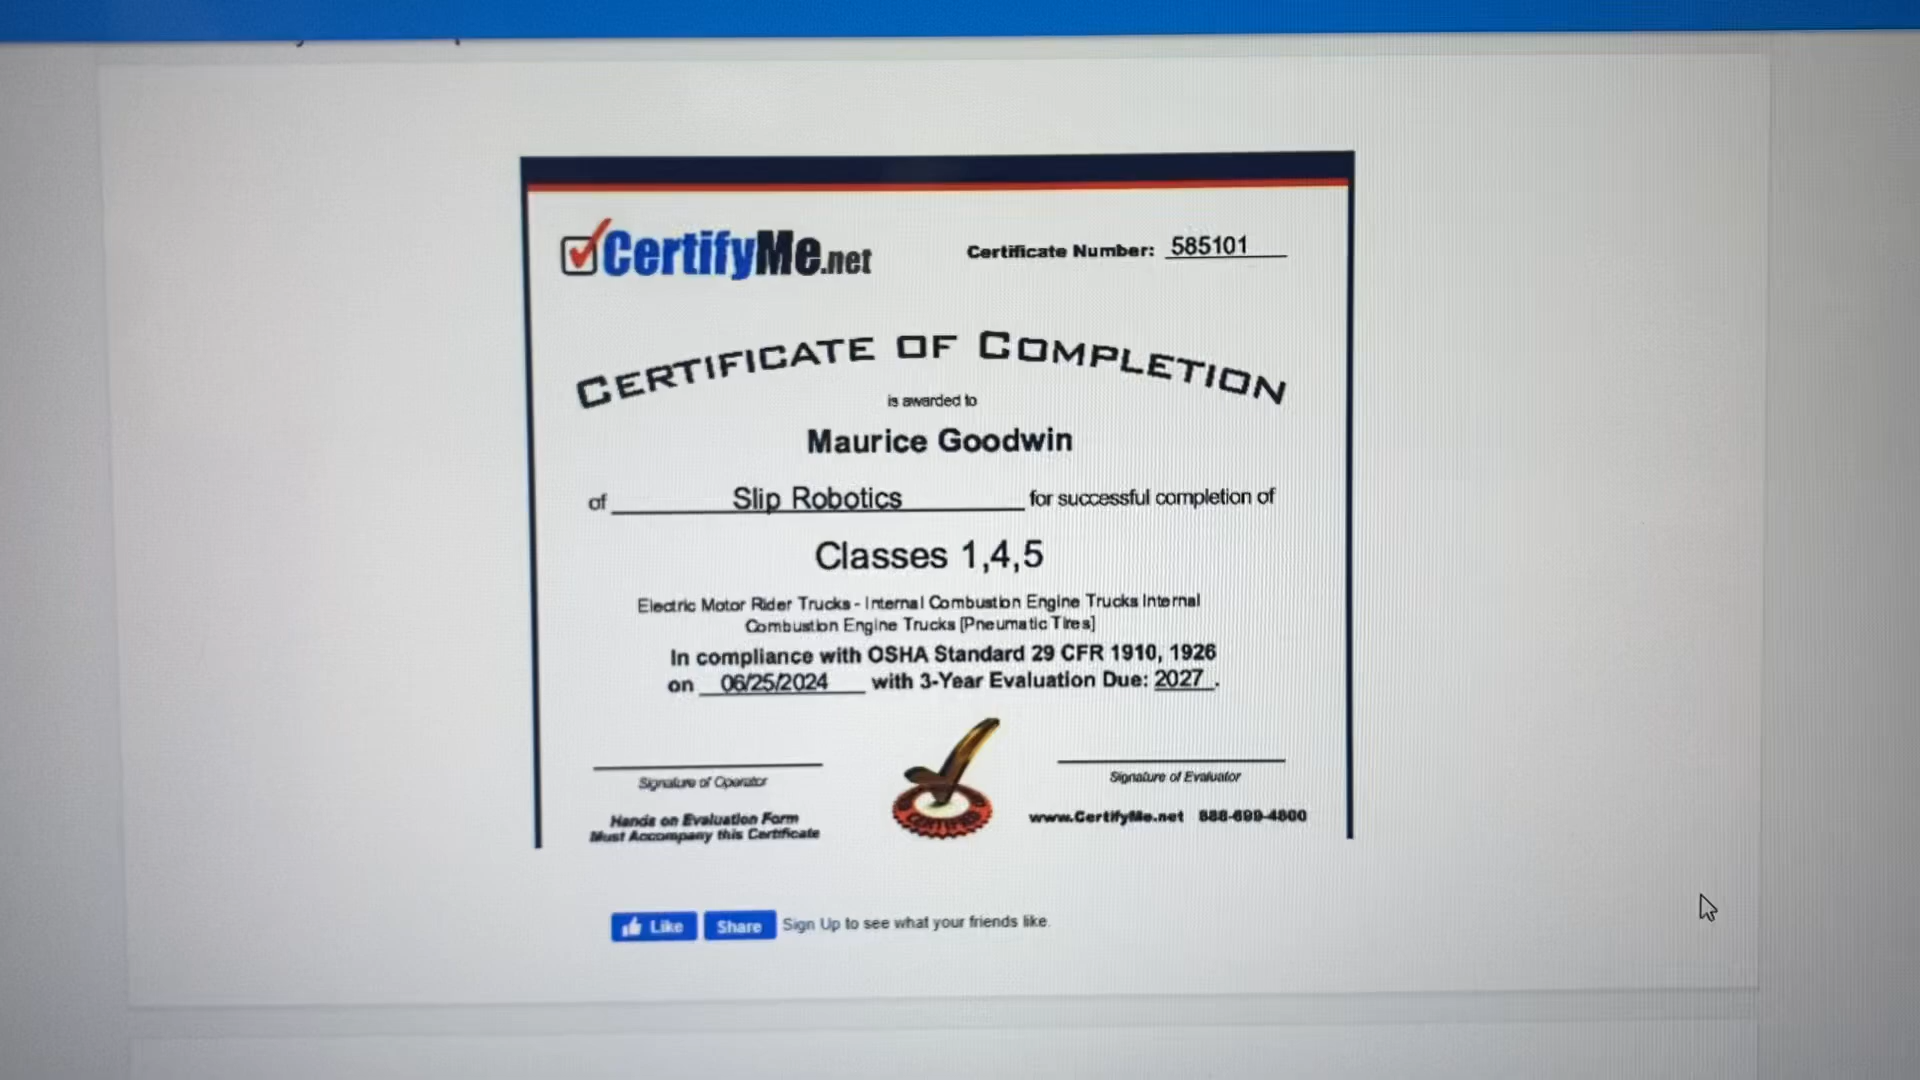 CertifyMe.net
Certificate Number: 585101
CERTIFICATE OF COMPLETION
is awarded to
Maurice Goodwin
of Slip Robotics for successful completion of
Classes 1,4,5
Electric Motor Rider Trucks - Internal Combustion Engine Trucks Internal
Combustion Engine Trucks [Pneumatic Tires]
In compliance with OSHA Standard 29 CFR 1910, 1926
on 06/25/2024 with 3-Year Evaluation Due: 2027.
Signature of Operator
Signature of Evaluator
Hands on Evaluation Form
Must Accompany this Certificate
CERTIFIED
www.CertifyMe.net 888-699-4800
Like Share Sign Up to see what your friends like.